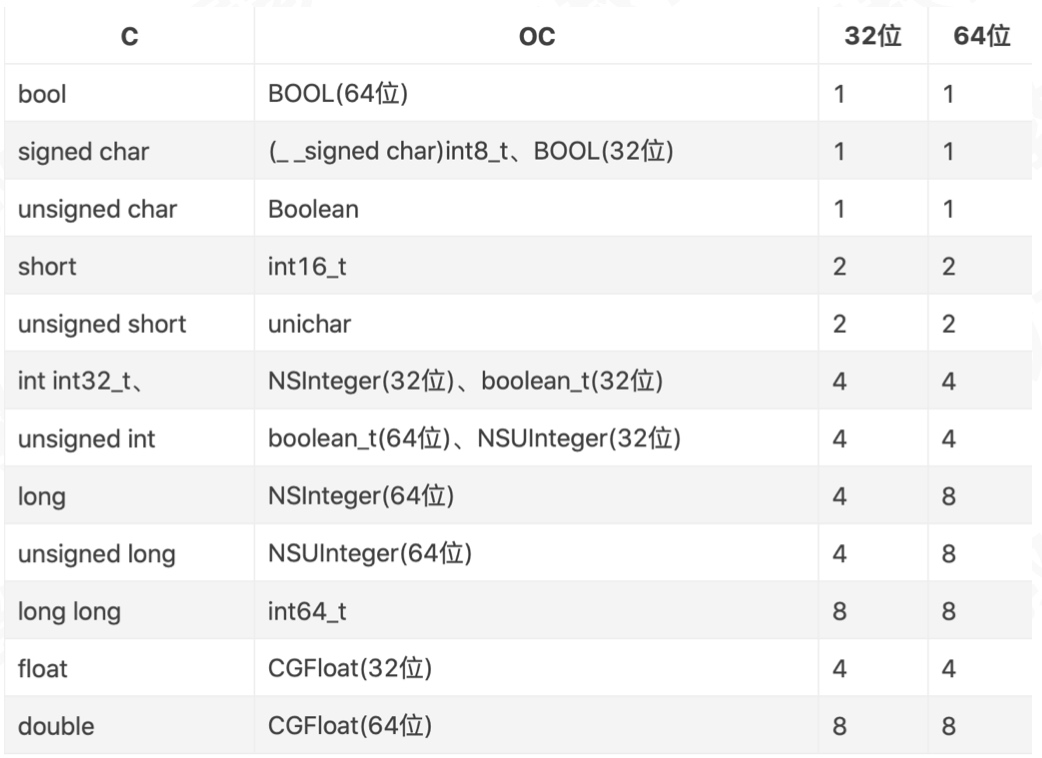 C OC 32位 64位
bool BOOL(64位) 1 1
signed char (_ _signed char)int8_t、BOOL(32位) 1 1
unsigned char Boolean 1 1
short int16_t 2 2
unsigned short unichar 2 2
int int32_t、 NSInteger(32位)、boolean_t(32位) 4 4
unsigned int boolean_t(64位)、NSUInteger(32位) 4 4
long NSInteger(64位) 4 8
unsigned long NSUInteger(64位) 4 8
long long int64_t 8 8
float CGFloat(32位) 4 4
double CGFloat(64位) 8 8